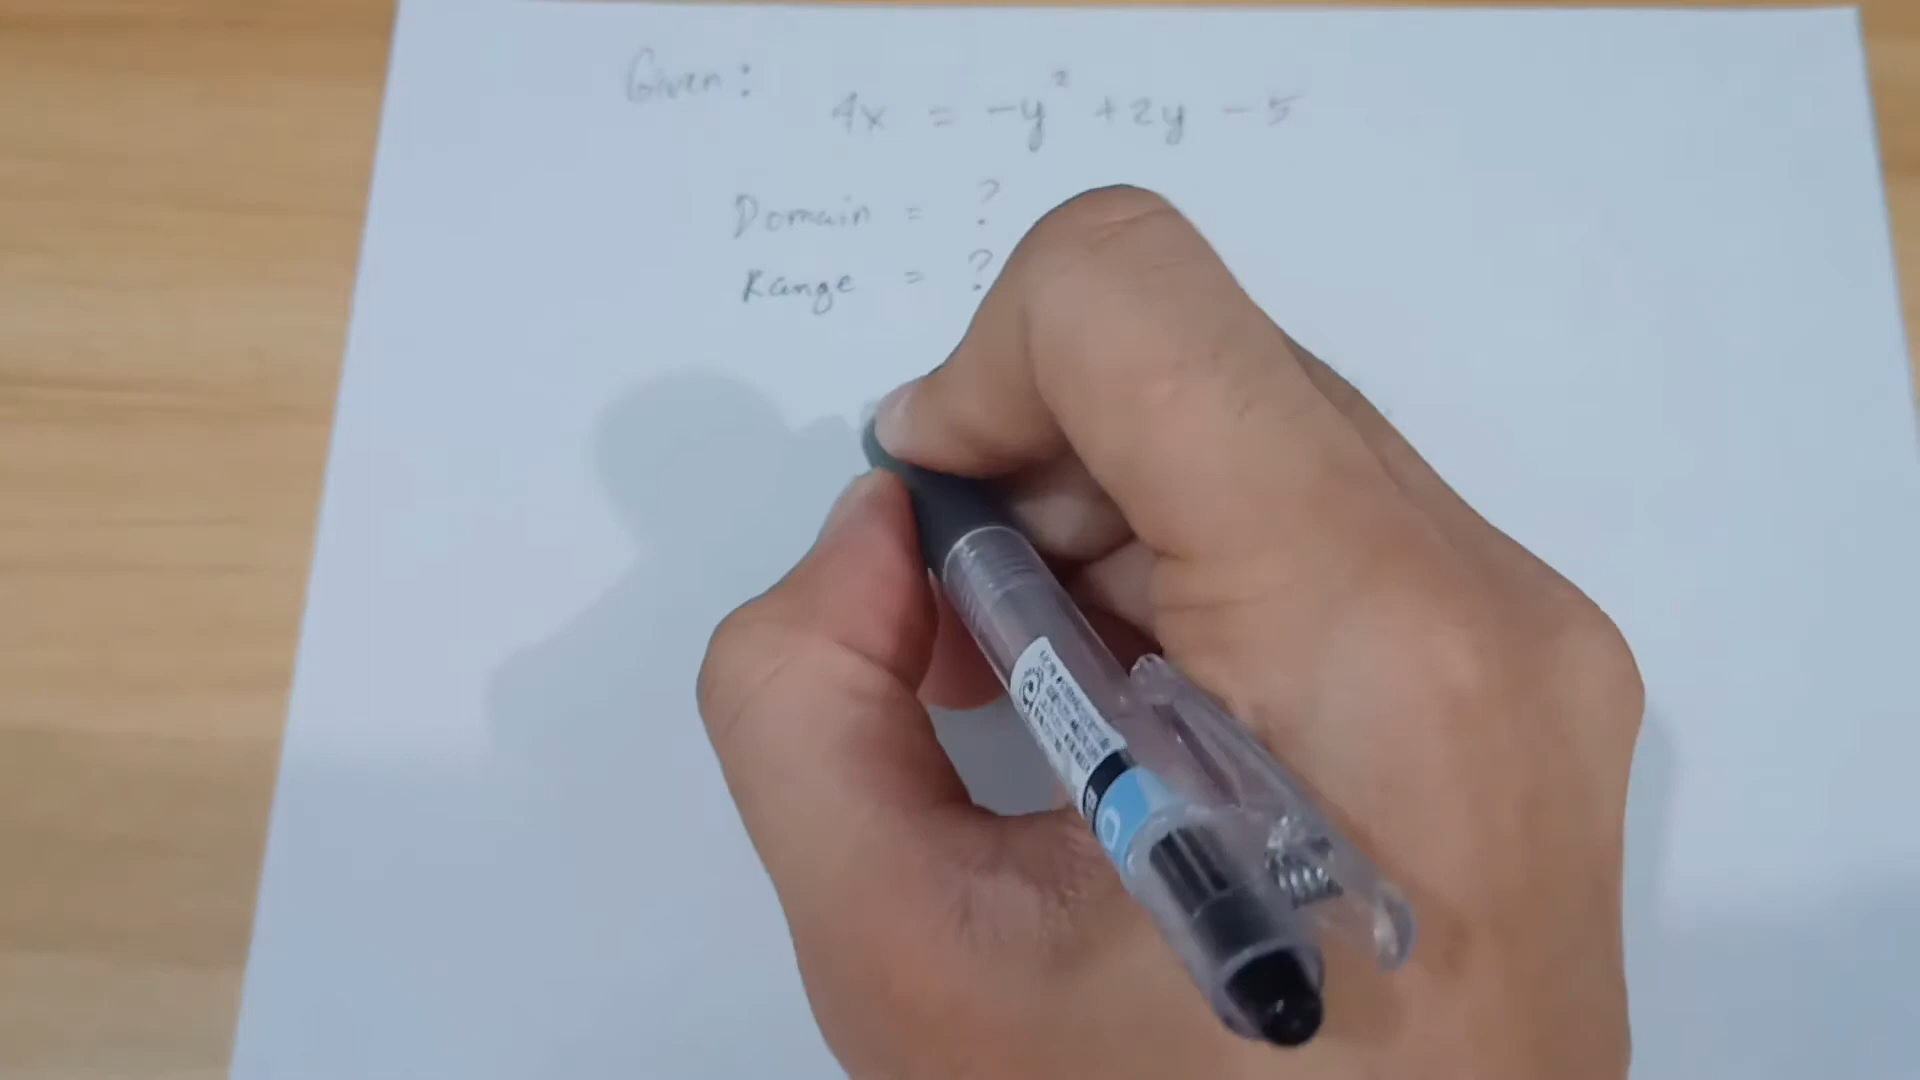 Given:
4x = -y² + 2y - 5
Domain = ?
Range = ?